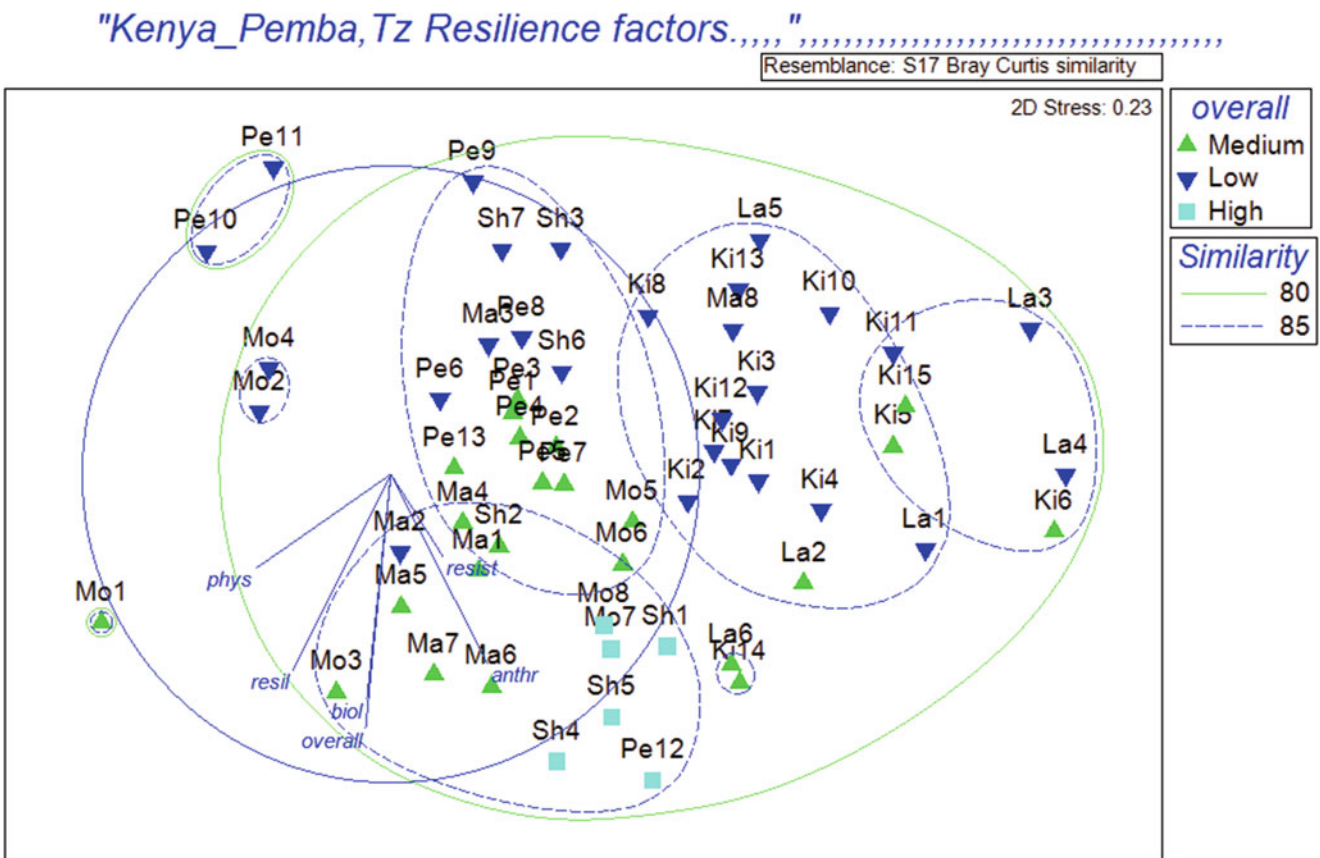 "Kenya_Pemba,Tz Resilience factors.,,,,",,,,,,,,,,,,,,,,,,,,,,,,,,,,,,,,,,,,,
Resemblance: S17 Bray Curtis similarity
2D Stress: 0.23
overall
Medium
Low
High
Similarity
80
85
Pe11
Pe9
Pe10
Sh7 Sh3
La5
Ki13
Ki8
Ki10
Ma8
La3
Ma3 Pe8
Ki11
Mo4
Sh6
Ki3
Mo2
Pe6
Pe3
Pe1
Ki15
Ki12
Pe4
Pe2
Ki7
Ki5
Pe13
Pe5 Pe7
Ki9
Ki1
La4
Ki2
Ki4
Ki6
Ma4
Mo5
Sh2
Ma2
Ma1
Mo6
La1
La2
resist
phys
Ma5
Mo1
Mo8
Mo7 Sh1
Ma7
Ma6
La6
Ki14
Mo3
anthr
resil
Sh5
biol
overall
Sh4
Pe12